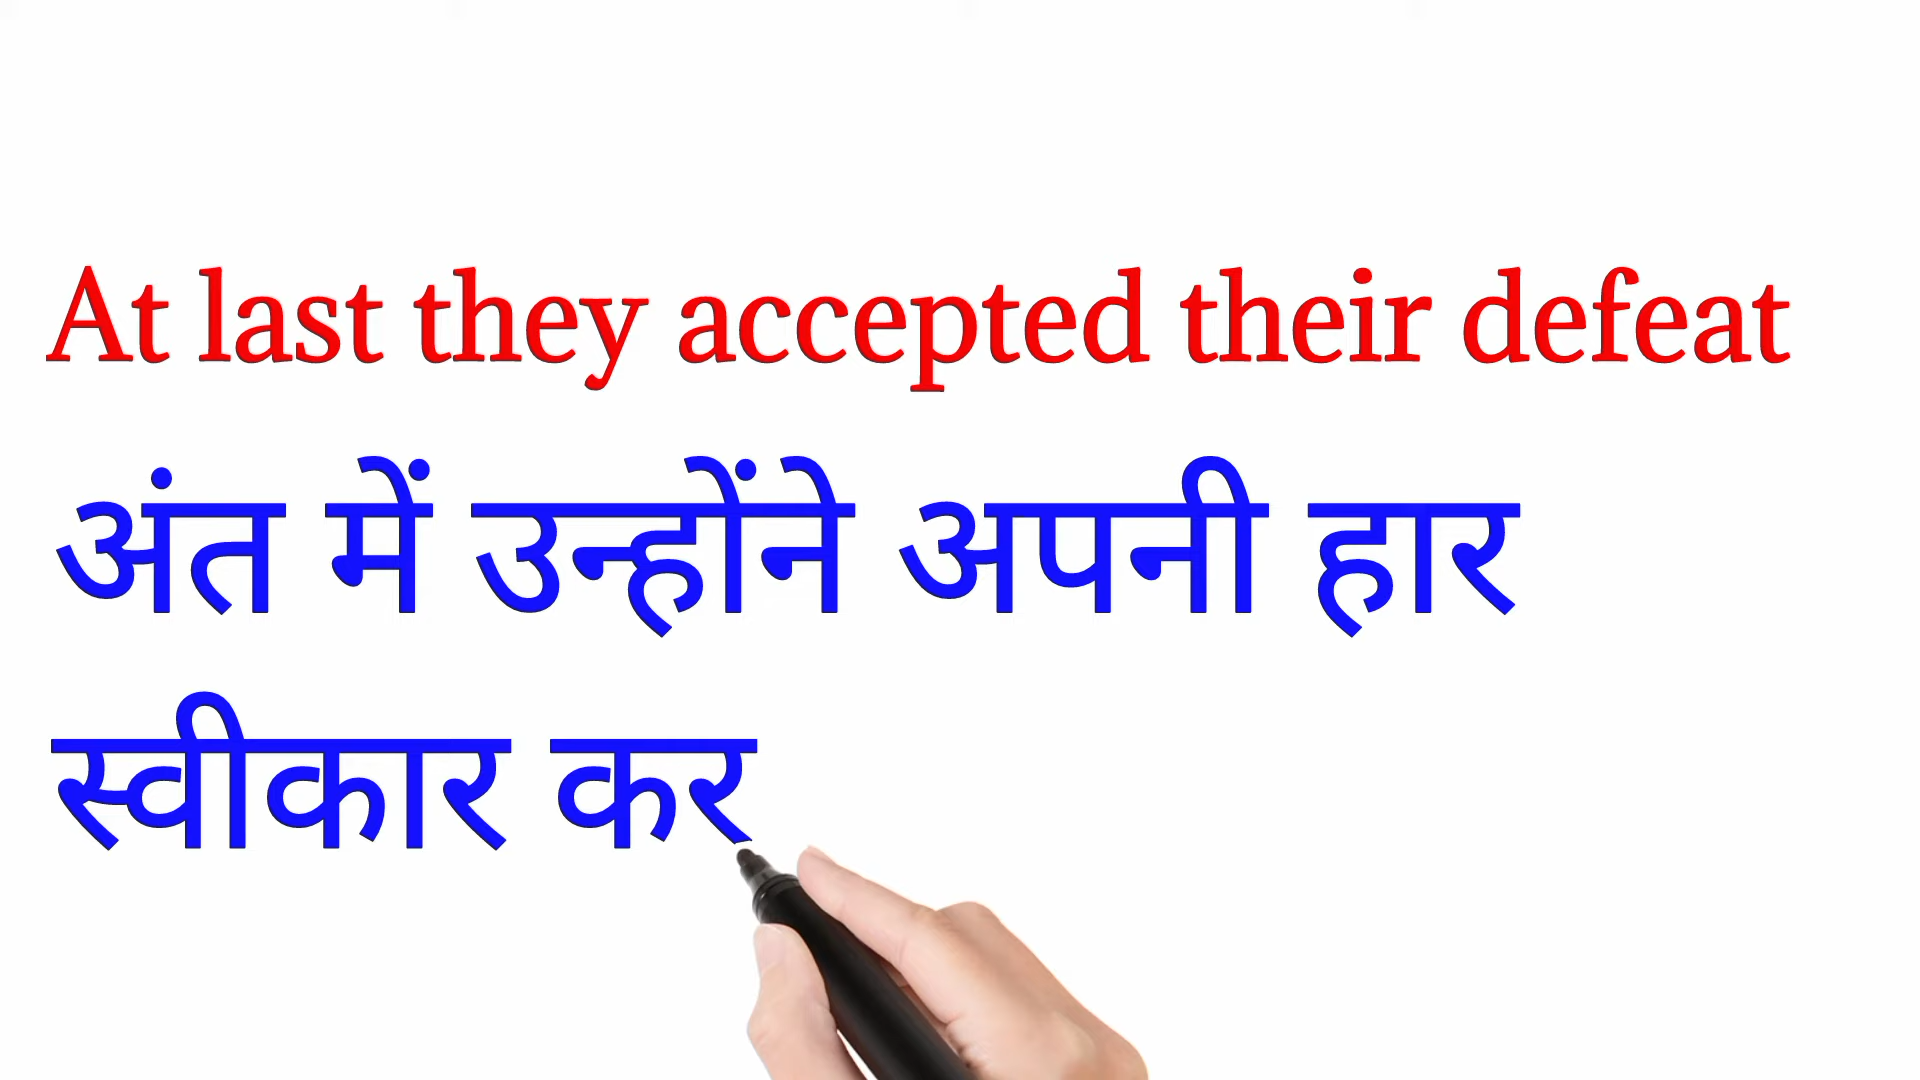 At last they accepted their defeat
अंत में उन्होंने अपनी हार
स्वीकार कर